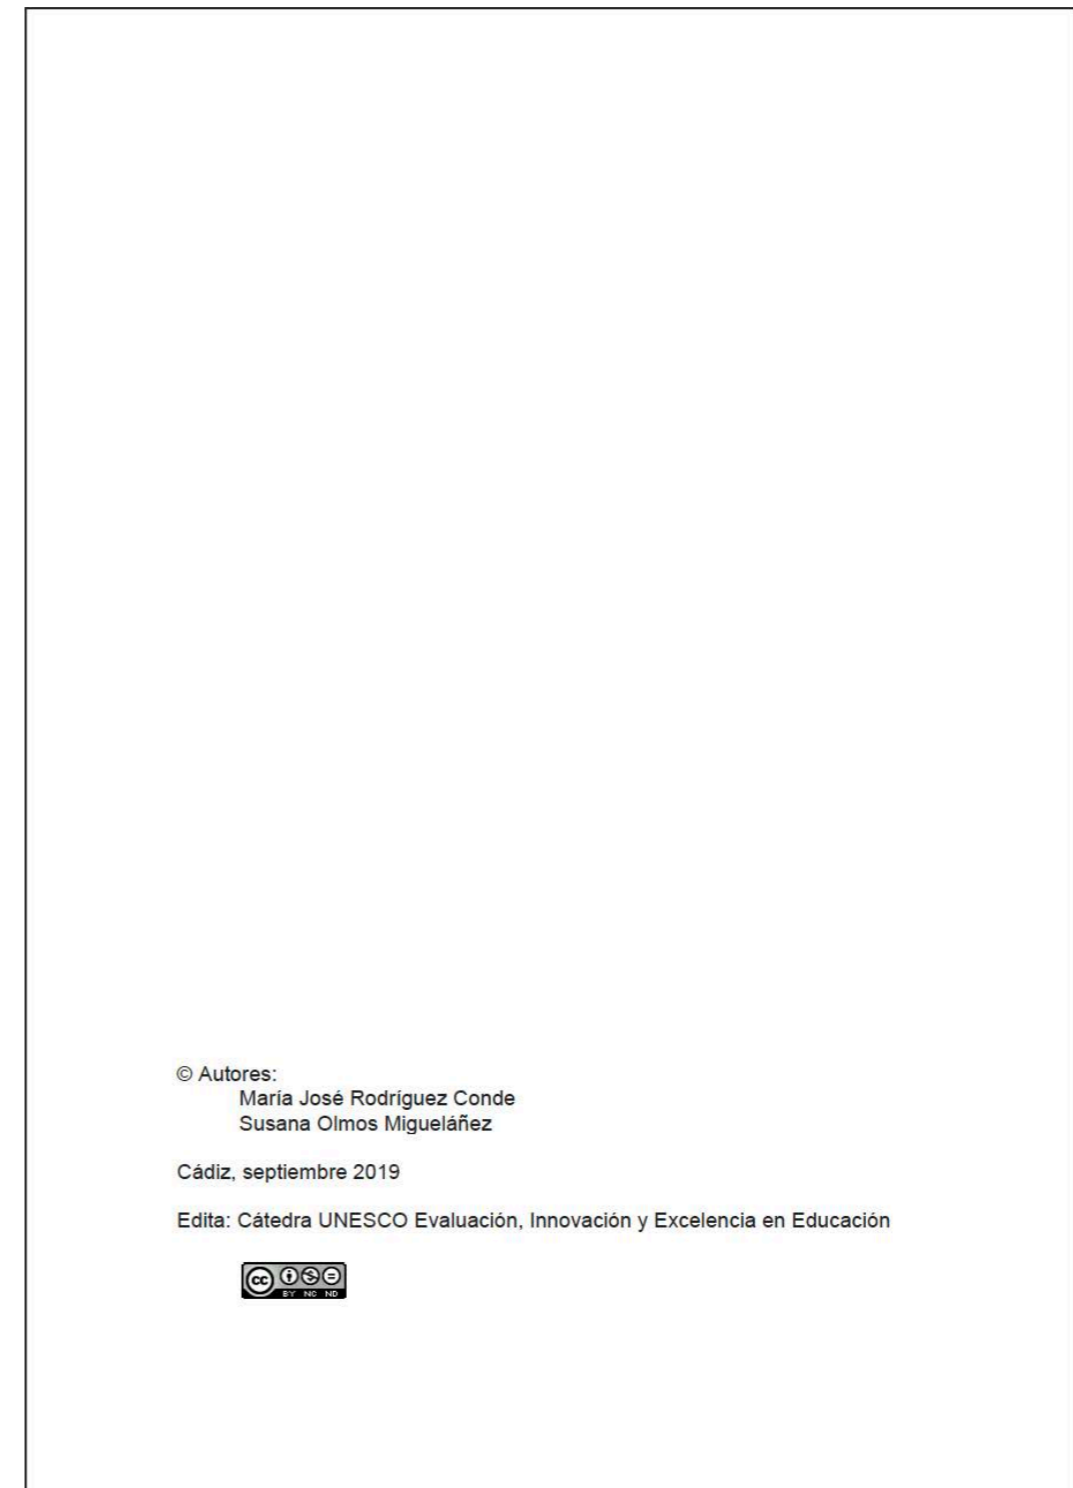 © Autores:
María José Rodríguez Conde
Susana Olmos Migueláñez
Cádiz, septiembre 2019
Edita: Cátedra UNESCO Evaluación, Innovación y Excelencia en Educación
cc
BY NC ND